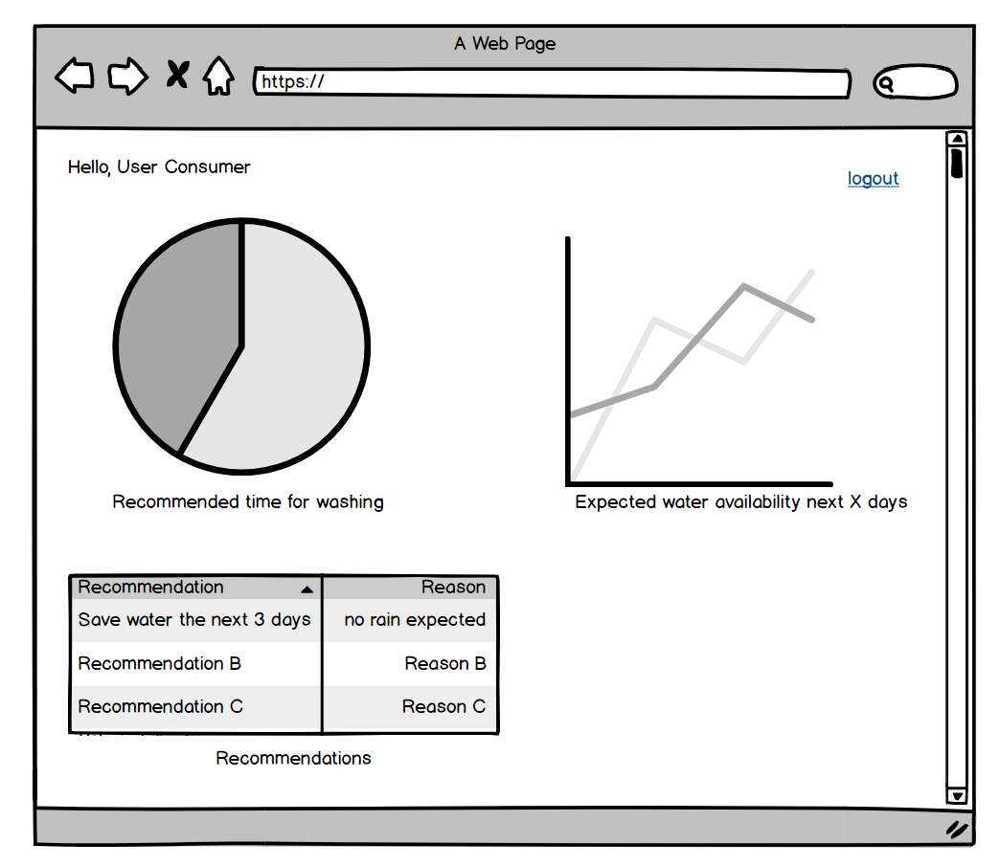 A Web Page
https://
Hello, User Consumer
logout
Recommended time for washing
Expected water availability next X days
Recommendation Reason
Save water the next 3 days no rain expected
Recommendation B Reason B
Recommendation C Reason C
Recommendations